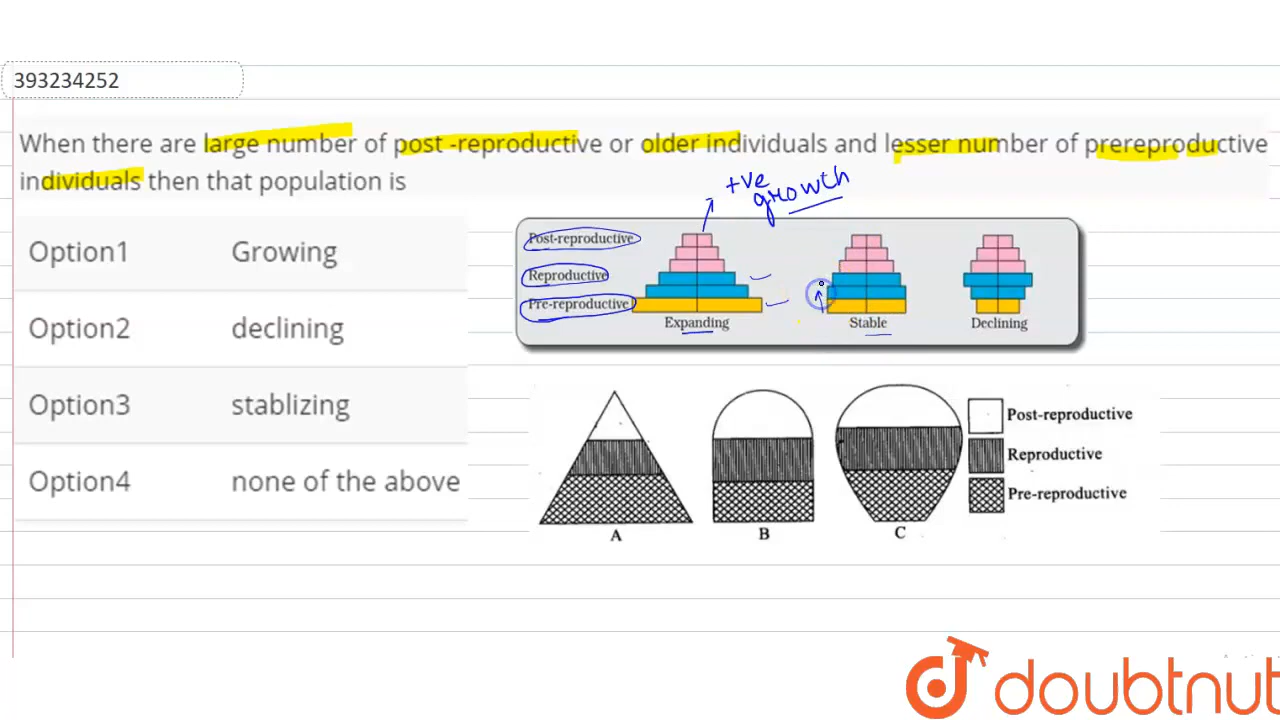 393234252
When there are large number of post -reproductive or older individuals and lesser number of prereproductive
individuals then that population is
+ve
growth
Option1 Growing
Option2 declining
Option3 stablizing
Option4 none of the above
Post-reproductive
Reproductive
Pre-reproductive
Expanding Stable Declining
Post-reproductive
Reproductive
Pre-reproductive
A B C
doubtnut